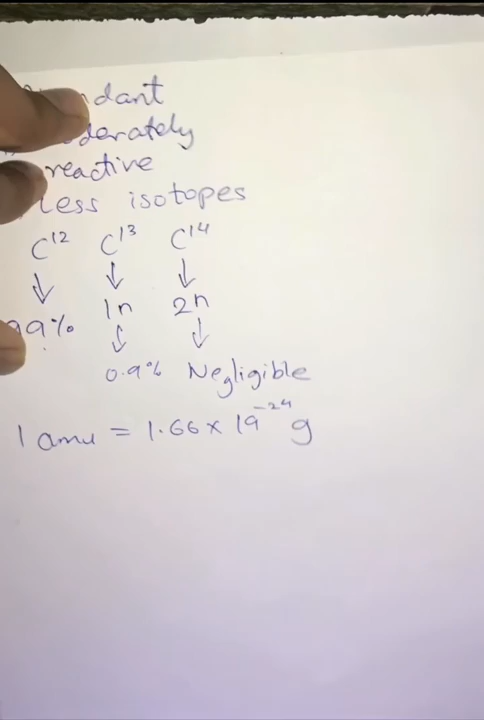 dant
derately
reactive
less isotopes
C¹² C¹³ C¹⁴
↓ ↓ ↓
99% 1n 2n
↓ ↓
0.9% Negligible
1 amu = 1.66 × 10⁻²⁴ g